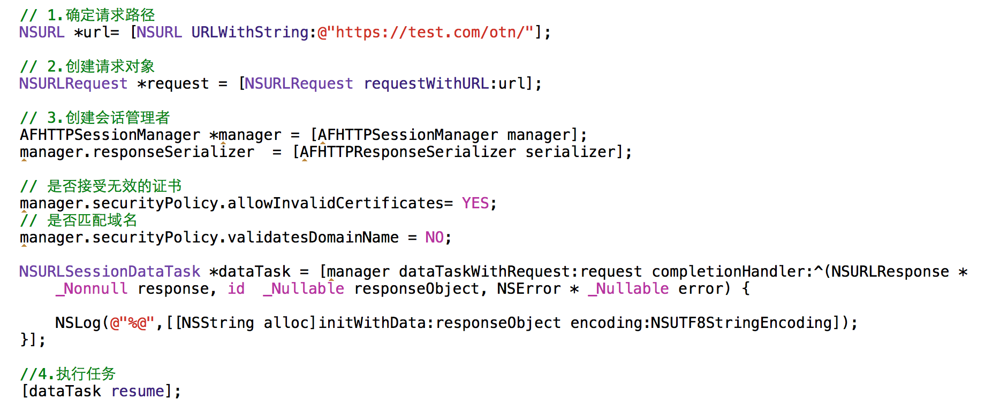 // 1.确定请求路径
NSURL *url= [NSURL URLWithString:@"https://test.com/otn/"];
// 2.创建请求对象
NSURLRequest *request = [NSURLRequest requestWithURL:url];
// 3.创建会话管理者
AFHTTPSessionManager *manager = [AFHTTPSessionManager manager];
manager.responseSerializer  = [AFHTTPResponseSerializer serializer];
// 是否接受无效的证书
manager.securityPolicy.allowInvalidCertificates= YES;
// 是否匹配域名
manager.securityPolicy.validatesDomainName = NO;
NSURLSessionDataTask *dataTask = [manager dataTaskWithRequest:request completionHandler:^(NSURLResponse *
_Nonnull response, id  _Nullable responseObject, NSError * _Nullable error) {
NSLog(@"%@",[[NSString alloc]initWithData:responseObject encoding:NSUTF8StringEncoding]);
}];
//4.执行任务
[dataTask resume];